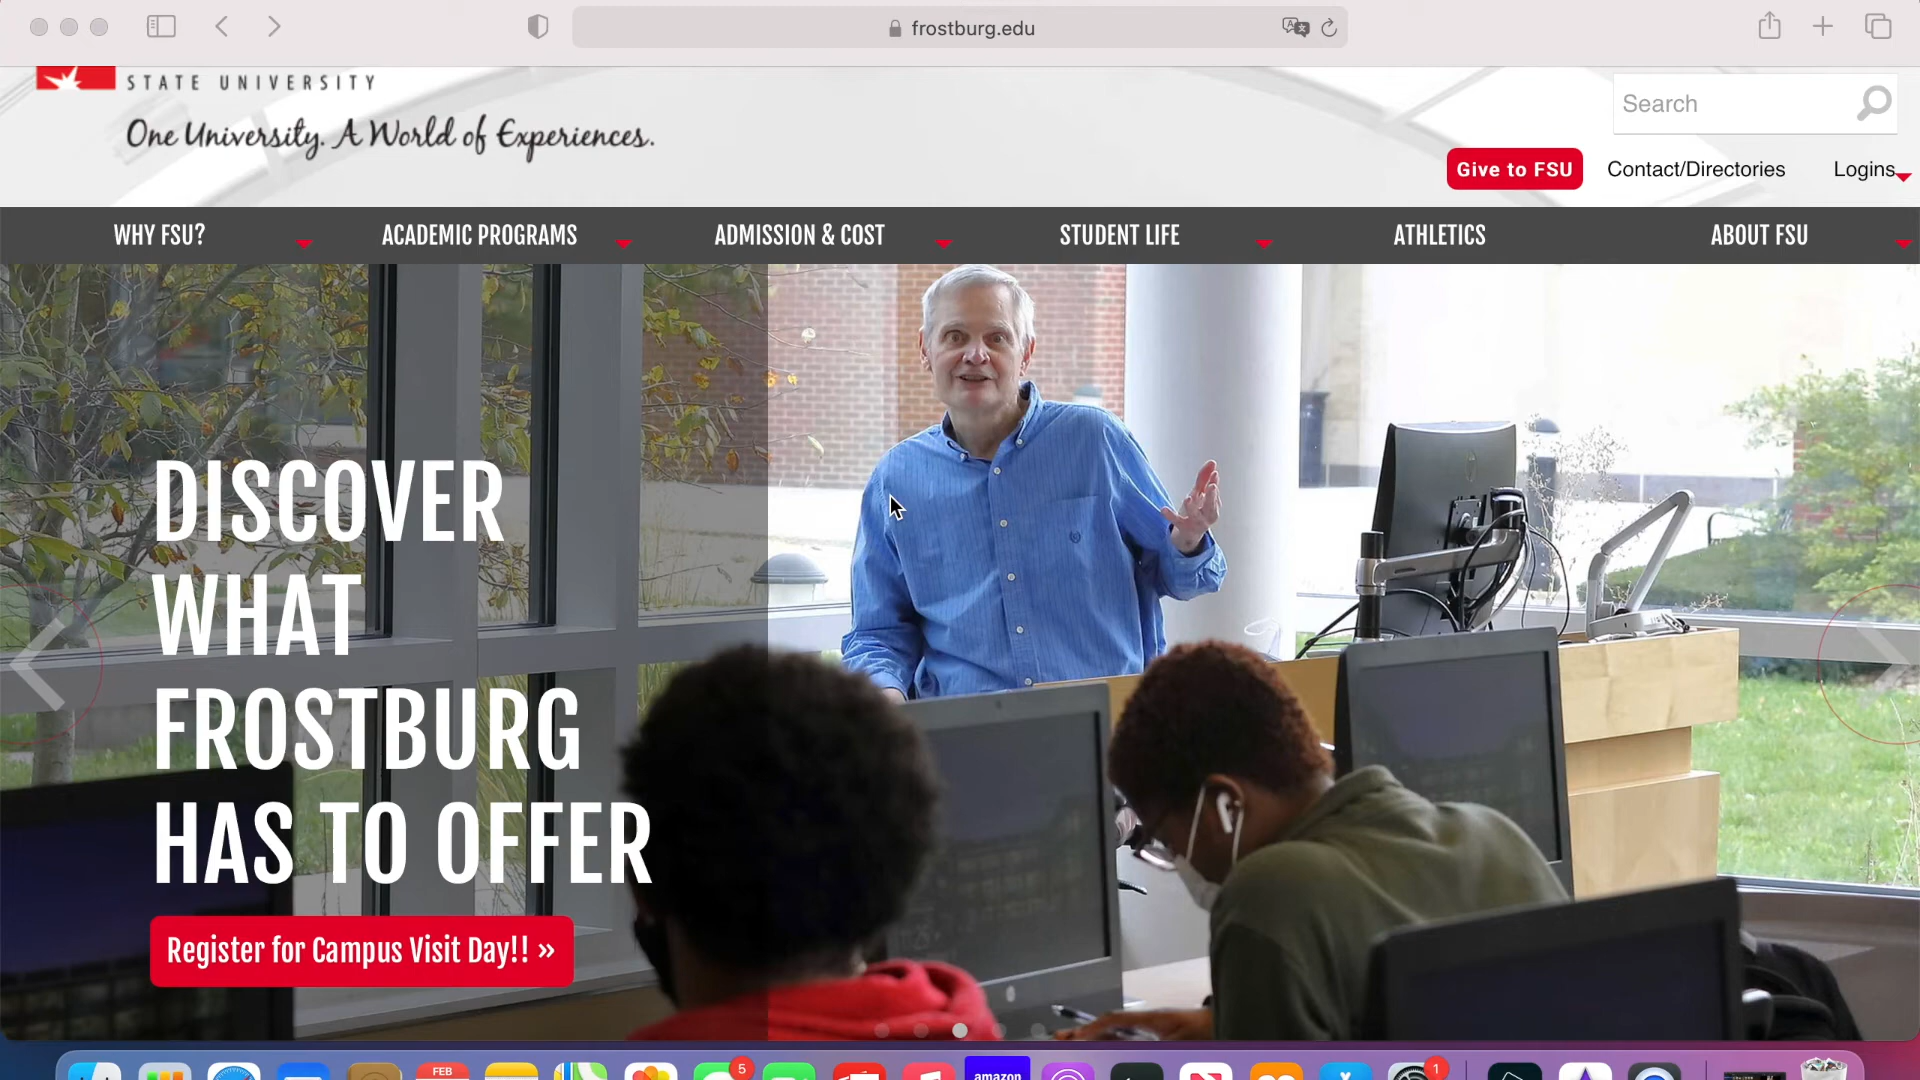 frostburg.edu
STATE UNIVERSITY
One University. A World of Experiences.
Search
Give to FSU
Contact/Directories
Logins
WHY FSU?
ACADEMIC PROGRAMS
ADMISSION & COST
STUDENT LIFE
ATHLETICS
ABOUT FSU
DISCOVER
WHAT
FROSTBURG
HAS TO OFFER
Register for Campus Visit Day!! »
FEB
5
amazon
1